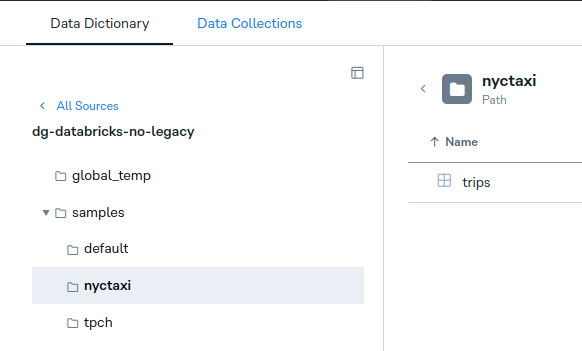 Data Dictionary
Data Collections
All Sources
dg-databricks-no-legacy
global_temp
samples
default
nyctaxi
tpch
nyctaxi
Path
Name
trips